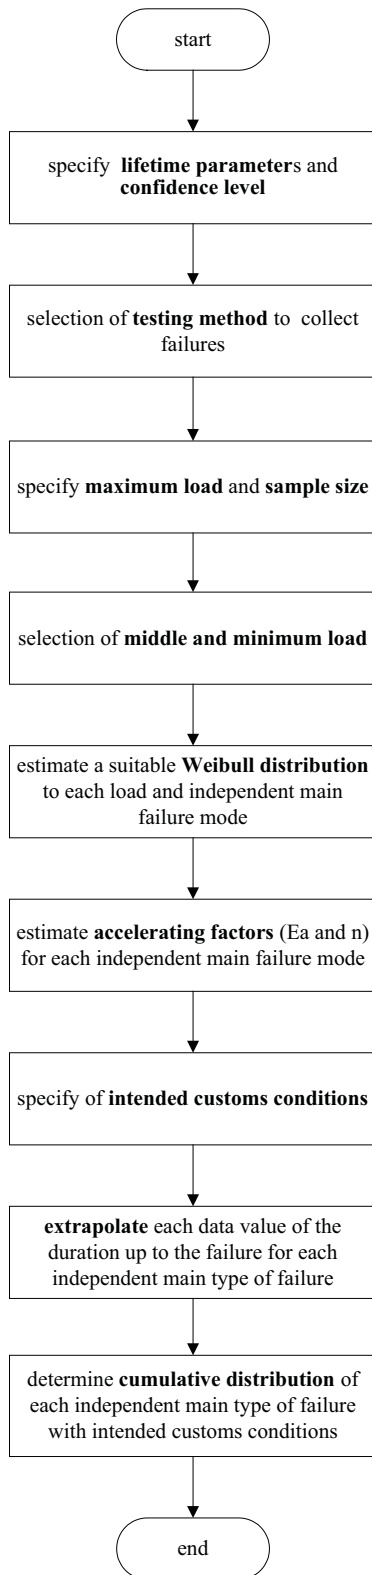 start
specify lifetime parameters and
confidence level
selection of testing method to collect
failures
specify maximum load and sample size
selection of middle and minimum load
estimate a suitable Weibull distribution
to each load and independent main
failure mode
estimate accelerating factors (Ea and n)
for each independent main failure mode
specify of intended customs conditions
extrapolate each data value of the
duration up to the failure for each
independent main type of failure
determine cumulative distribution of
each independent main type of failure
with intended customs conditions
end